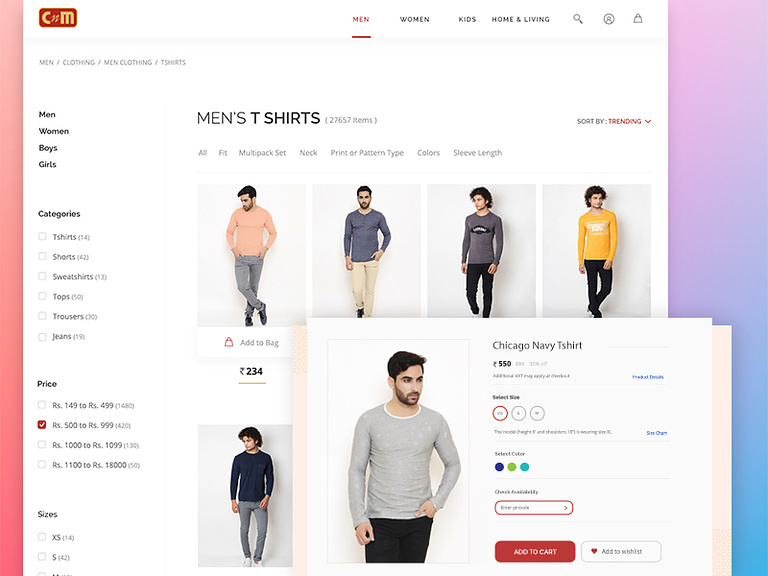 CnM
MEN WOMEN KIDS HOME & LIVING
MEN / CLOTHING / MEN CLOTHING / TSHIRTS
Men
Women
Boys
Girls
MEN'S T SHIRTS ( 27657 Items )
SORT BY : TRENDING
All Fit Multipack Set Neck Print or Pattern Type Colors Sleeve Length
Categories
Tshirts (14)
Shorts (42)
Sweatshirts (13)
Tops (50)
Trousers (30)
Jeans (19)
Add to Bag
₹ 234
Price
Rs. 149 to Rs. 499 (1480)
Rs. 500 to Rs. 999 (420)
Rs. 1000 to Rs. 1099 (130)
Rs. 1100 to Rs. 18000 (50)
Sizes
XS (14)
S (42)
Chicago Navy Tshirt
₹ 550 30% off
Additional VAT may apply at checkout
Product Details
Select Size
XS S M
The model (height 6' and shoulders 18") is wearing size XL
Size Chart
Select Color
Check Availability
Enter pincode
ADD TO CART
Add to wishlist